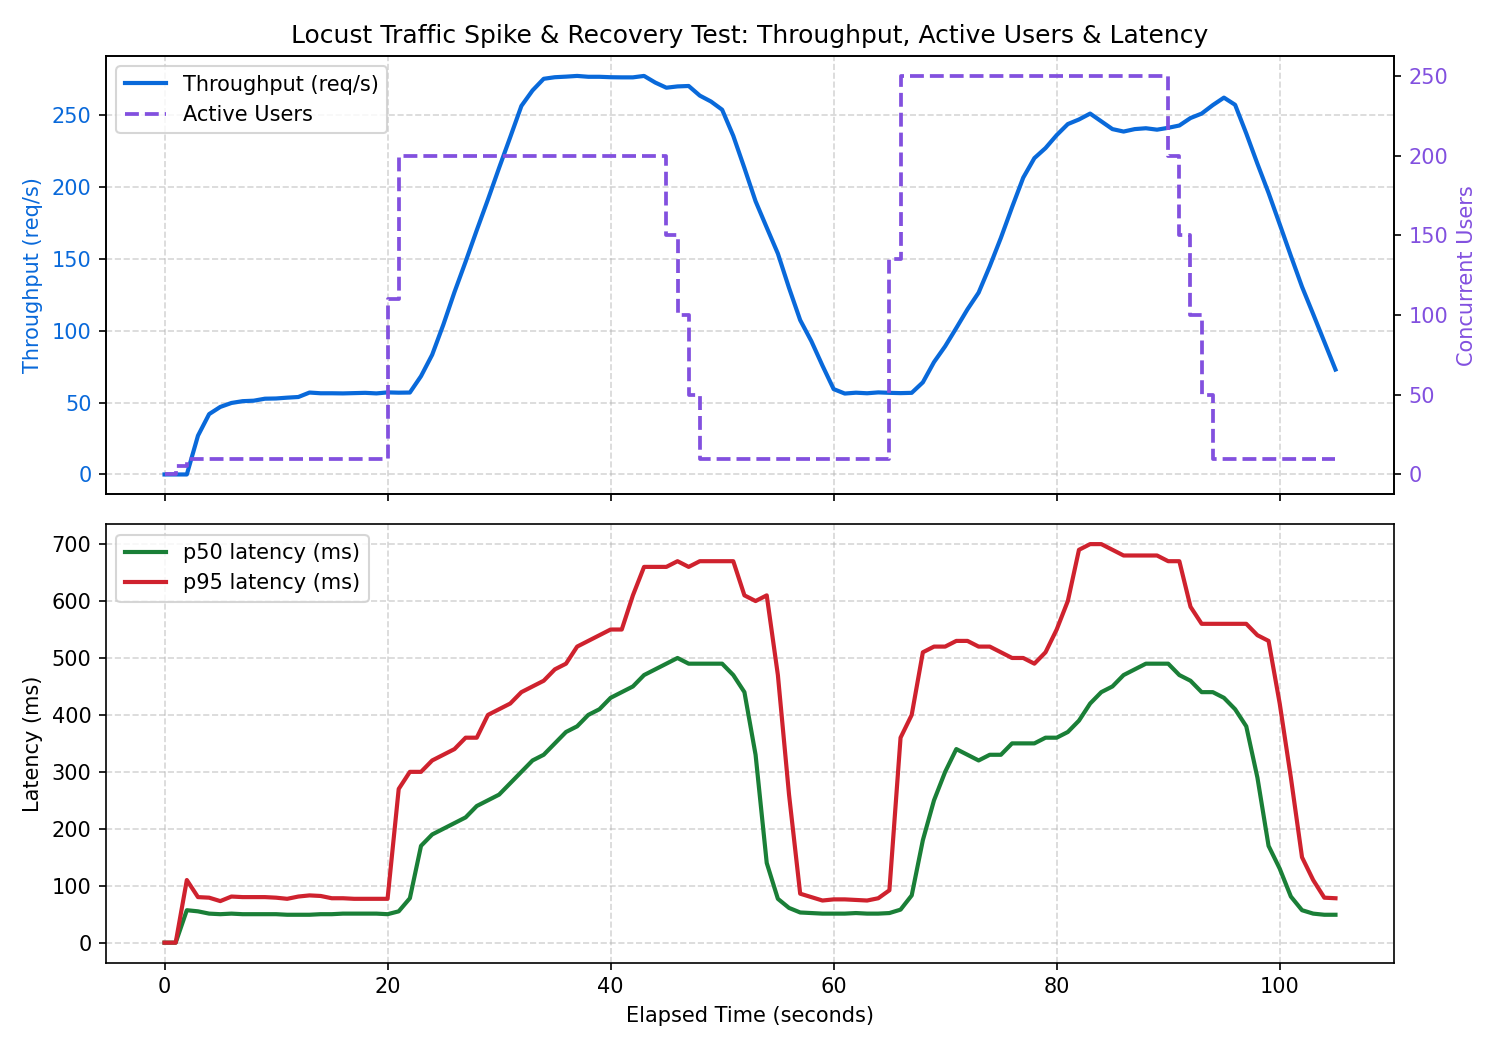 Locust Traffic Spike & Recovery Test: Throughput, Active Users & Latency
Throughput (req/s)
Active Users
Throughput (req/s)
250
200
150
100
50
0
250
200
150
100
50
0
Concurrent Users
p50 latency (ms)
p95 latency (ms)
Latency (ms)
700
600
500
400
300
200
100
0
0 20 40 60 80 100
Elapsed Time (seconds)